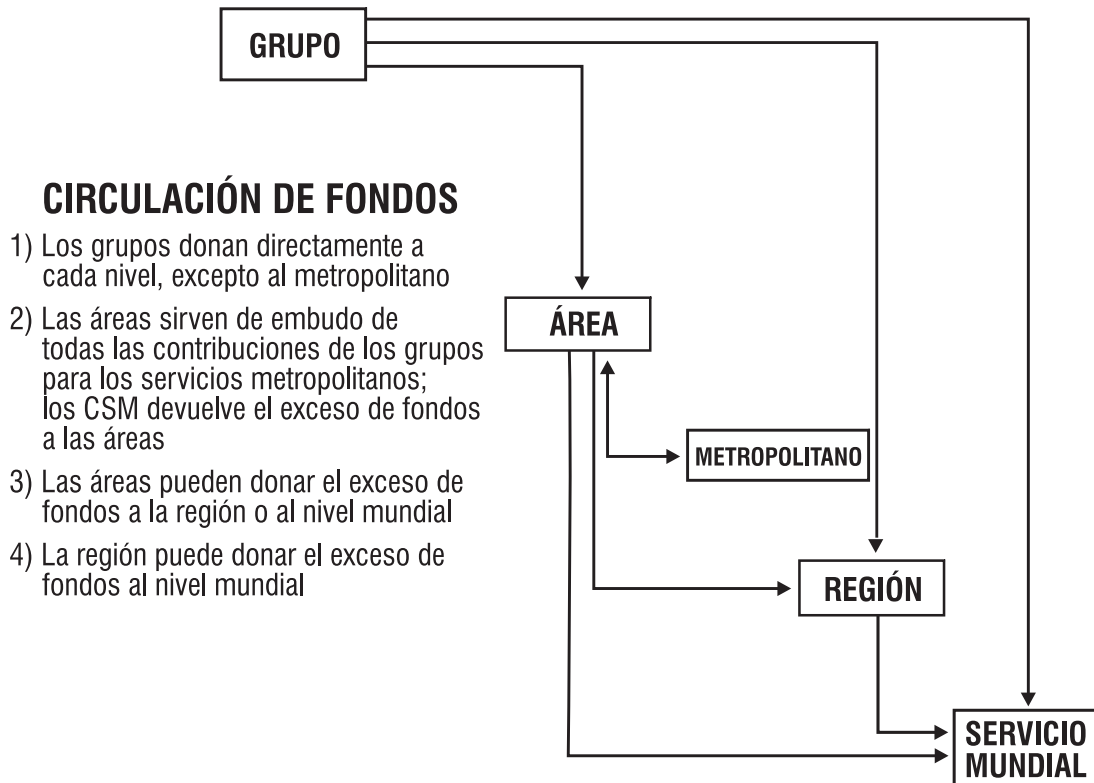 GRUPO
CIRCULACIÓN DE FONDOS
1) Los grupos donan directamente a
cada nivel, excepto al metropolitano
2) Las áreas sirven de embudo de
todas las contribuciones de los grupos
para los servicios metropolitanos;
los CSM devuelve el exceso de fondos
a las áreas
3) Las áreas pueden donar el exceso de
fondos a la región o al nivel mundial
4) La región puede donar el exceso de
fondos al nivel mundial
ÁREA
METROPOLITANO
REGIÓN
SERVICIO
MUNDIAL